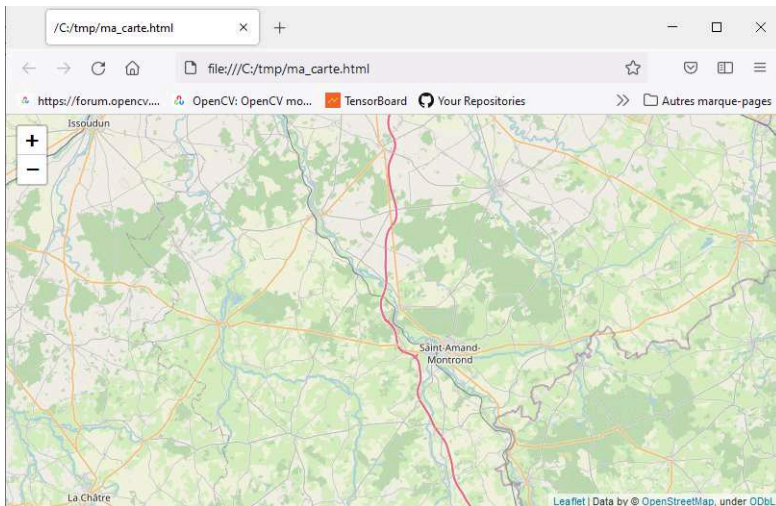 /C:/tmp/ma_carte.html
file:///C:/tmp/ma_carte.html
https://forum.opencv....
OpenCV: OpenCV mo...
TensorBoard
Your Repositories
Autres marque-pages
+
−
Issoudun
Saint-Amand-
Montrond
La Châtre
Leaflet | Data by © OpenStreetMap, under ODbL